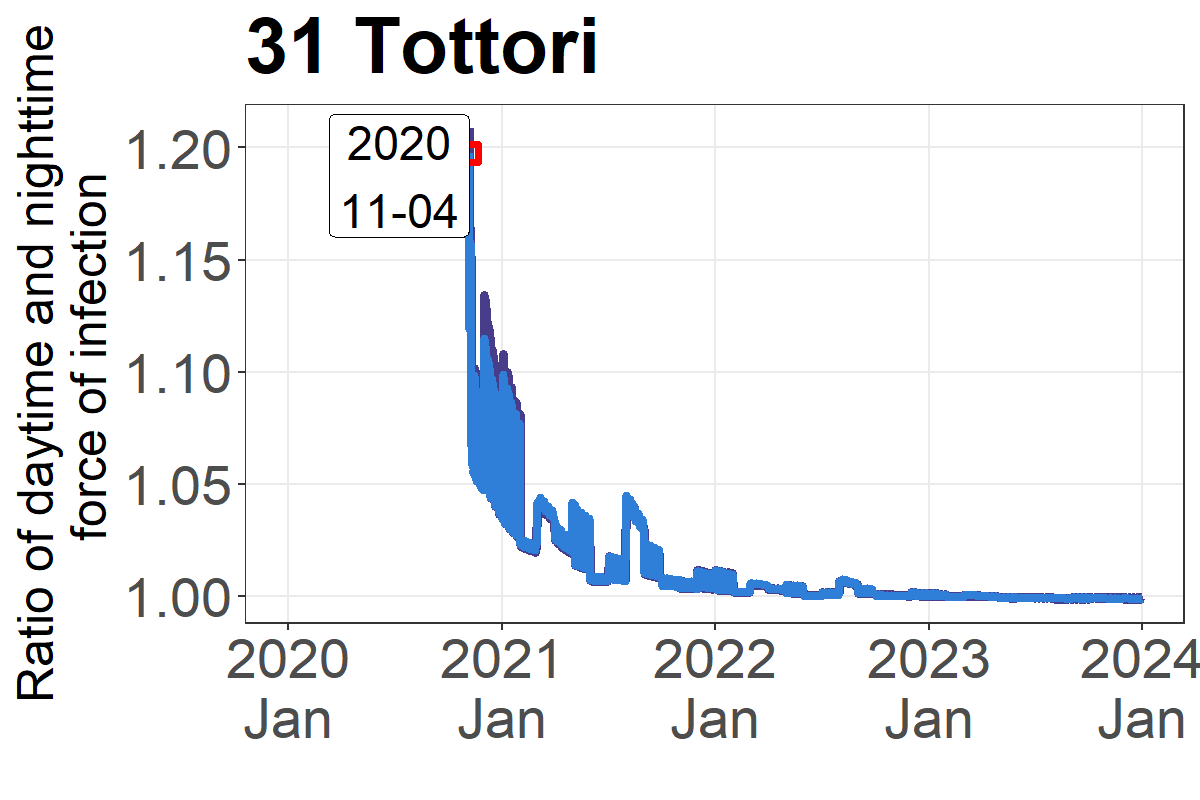 31 Tottori
Ratio of daytime and nighttime
force of infection
1.20
1.15
1.10
1.05
1.00
2020
11-04
2020 2021 2022 2023 2024
Jan Jan Jan Jan Jan